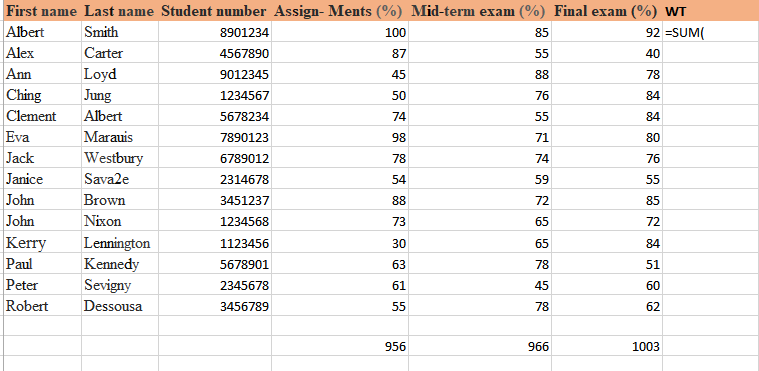 First name Last name Student number Assign- Ments (%) Mid-term exam (%) Final exam (%) WT
Albert Smith 8901234 100 85 92 =SUM(
Alex Carter 4567890 87 55 40
Ann Loyd 9012345 45 88 78
Ching Jung 1234567 50 76 84
Clement Albert 5678234 74 55 84
Eva Marauis 7890123 98 71 80
Jack Westbury 6789012 78 74 76
Janice Sava2e 2314678 54 59 55
John Brown 3451237 88 72 85
John Nixon 1234568 73 65 72
Kerry Lennington 1123456 30 65 84
Paul Kennedy 5678901 63 78 51
Peter Sevigny 2345678 61 45 60
Robert Dessousa 3456789 55 78 62
956 966 1003